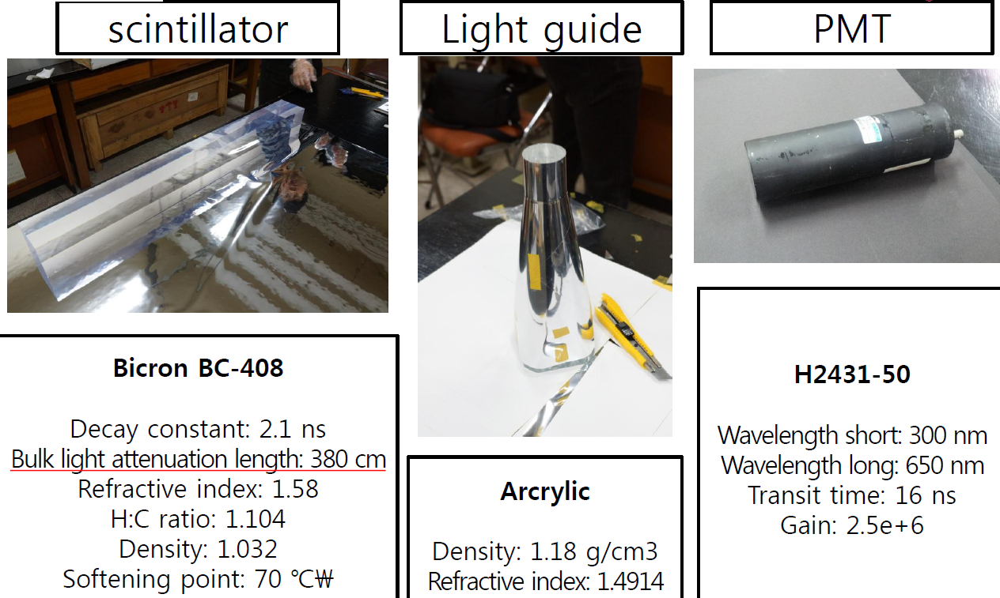 scintillator
Light guide
PMT
Bicron BC-408
Decay constant: 2.1 ns
Bulk light attenuation length: 380 cm
Refractive index: 1.58
H:C ratio: 1.104
Density: 1.032
Softening point: 70 ℃₩
Arcrylic
Density: 1.18 g/cm3
Refractive index: 1.4914
H2431-50
Wavelength short: 300 nm
Wavelength long: 650 nm
Transit time: 16 ns
Gain: 2.5e+6